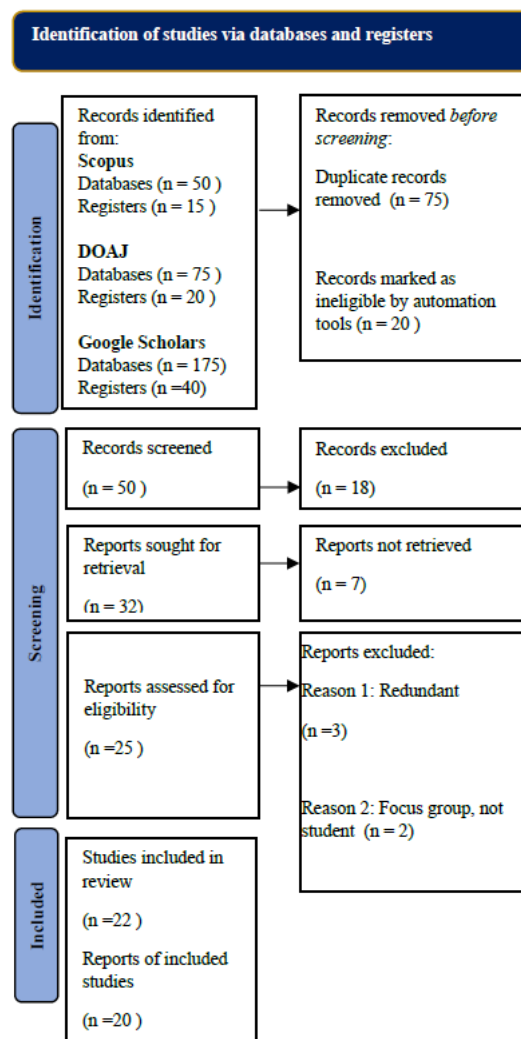 Identification of studies via databases and registers
Identification
Records identified
from:
Scopus
Databases (n = 50 )
Registers (n = 15 )
DOAJ
Databases (n = 75 )
Registers (n = 20 )
Google Scholars
Databases (n = 175)
Registers (n =40)
Records removed before
screening:
Duplicate records
removed (n = 75)
Records marked as
ineligible by automation
tools (n = 20 )
Screening
Records screened
(n = 50 )
Records excluded
(n = 18)
Reports sought for
retrieval
(n = 32)
Reports not retrieved
(n = 7)
Reports assessed for
eligibility
(n =25 )
Reports excluded:
Reason 1: Redundant
(n =3)
Reason 2: Focus group, not
student (n = 2)
Included
Studies included in
review
(n =22 )
Reports of included
studies
(n =20 )